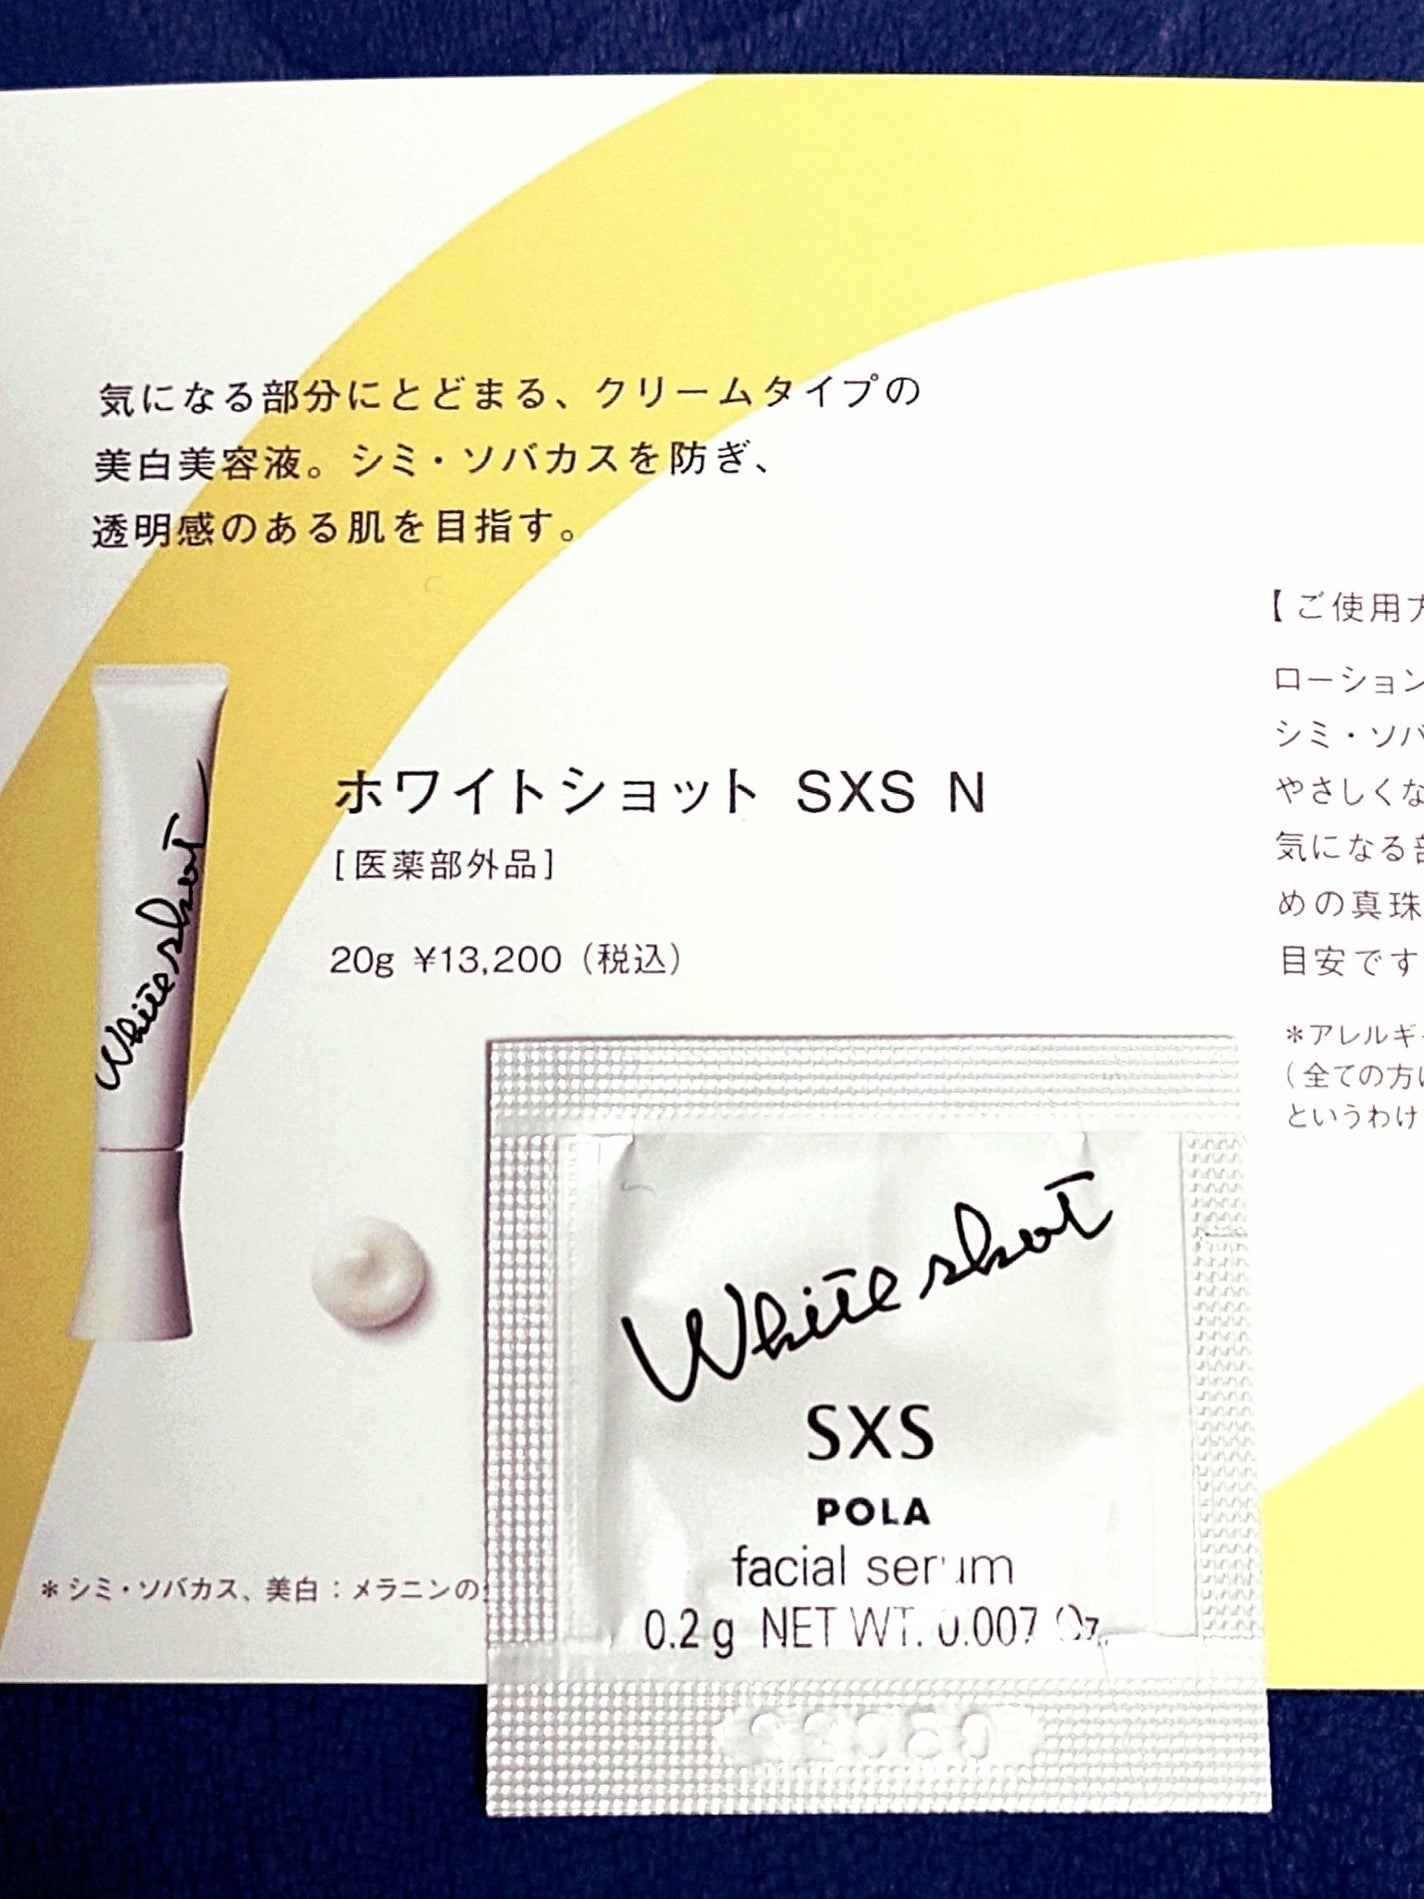 気になる部分にとどまる、クリームタイプの
美白美容液。シミ・ソバカスを防ぎ、
透明感のある肌を目指す。
White shot
ホワイトショット SXS N
[医薬部外品]
20g ¥13,200（税込）
＊シミ・ソバカス、美白：メラニンの
【ご使用
ローション
シミ・ソバ
やさしくな
気になる
めの真珠
目安です
＊アレルギ
（全ての方に
というわけ
White shot
SXS
POLA
facial serum
0.2 g NET WT. 0.007 Oz.